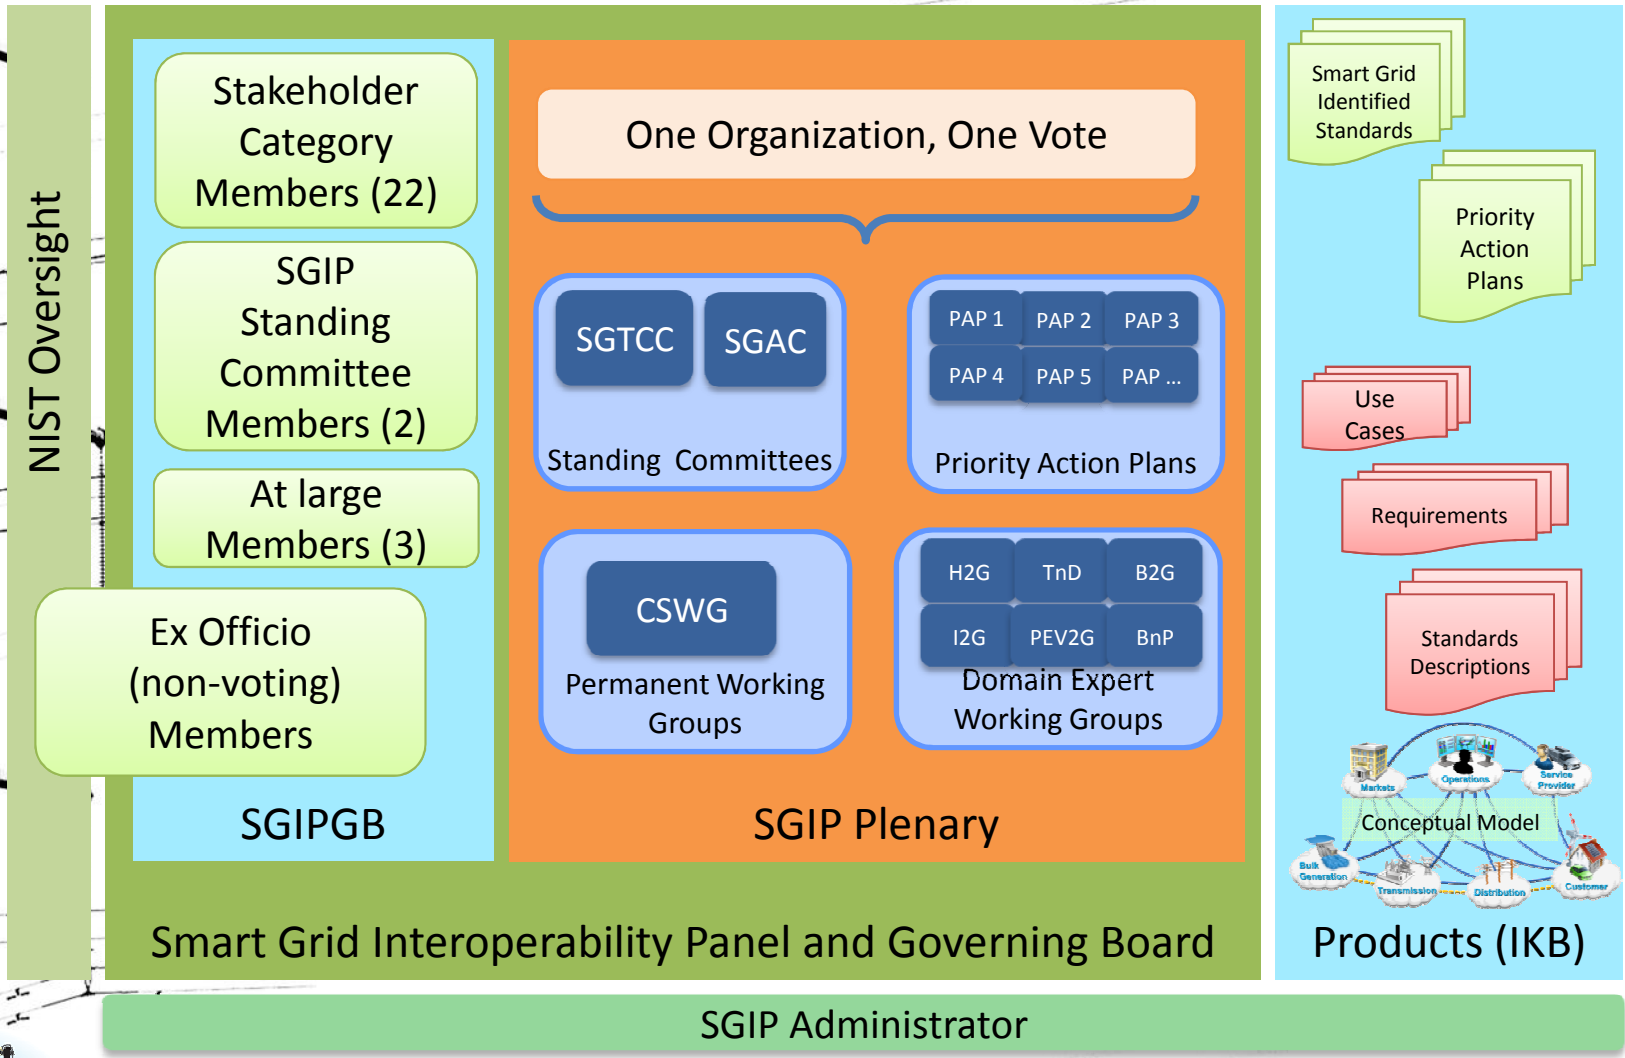 NIST Oversight
Stakeholder
Category
Members (22)
SGIP
Standing
Committee
Members (2)
At large
Members (3)
Ex Officio
(non-voting)
Members
SGIPGB
One Organization, One Vote
SGTCC
SGAC
Standing Committees
PAP 1
PAP 2
PAP 3
PAP 4
PAP 5
PAP ...
Priority Action Plans
CSWG
Permanent Working
Groups
H2G
TnD
B2G
I2G
PEV2G
BnP
Domain Expert
Working Groups
SGIP Plenary
Smart Grid Interoperability Panel and Governing Board
Smart Grid
Identified
Standards
Priority
Action
Plans
Use
Cases
Requirements
Standards
Descriptions
Markets
Operations
Service
Provider
Conceptual Model
Bulk
Generation
Transmission
Distribution
Customer
Products (IKB)
SGIP Administrator